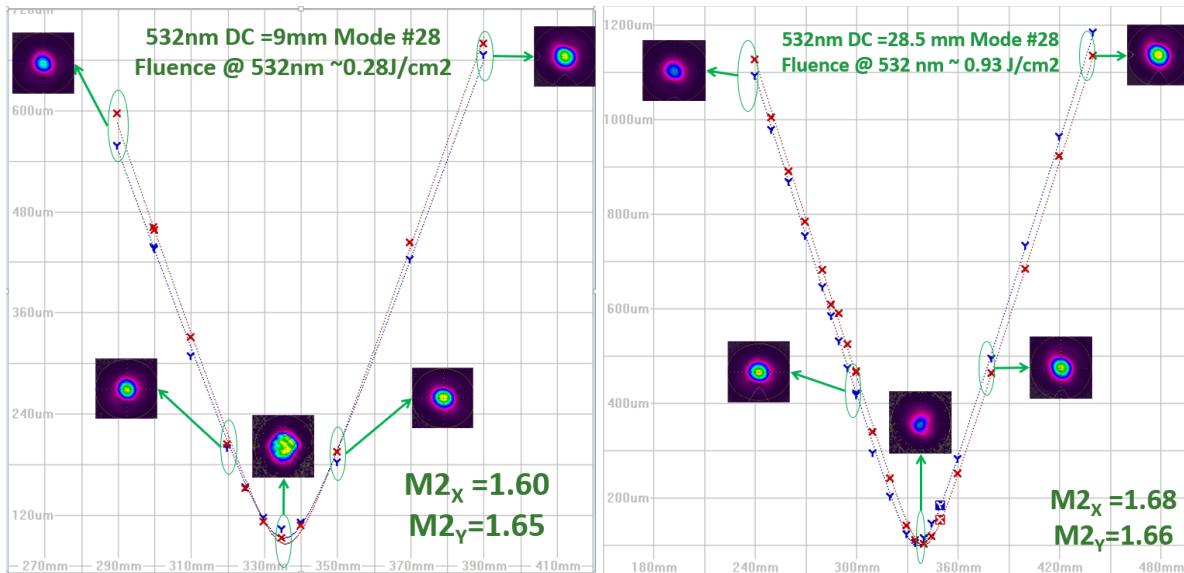 532nm DC =9mm Mode #28
Fluence @ 532nm ~0.28J/cm2
600um
480um
360um
240um
120um
M2X =1.60
M2Y=1.65
270mm 290mm 310mm 330mm 350mm 370mm 390mm 410mm
532nm DC =28.5 mm Mode #28
Fluence @ 532 nm ~ 0.93 J/cm2
1200um
1000um
800um
600um
400um
200um
M2X =1.68
M2Y=1.66
180mm 240mm 300mm 360mm 420mm 480mm